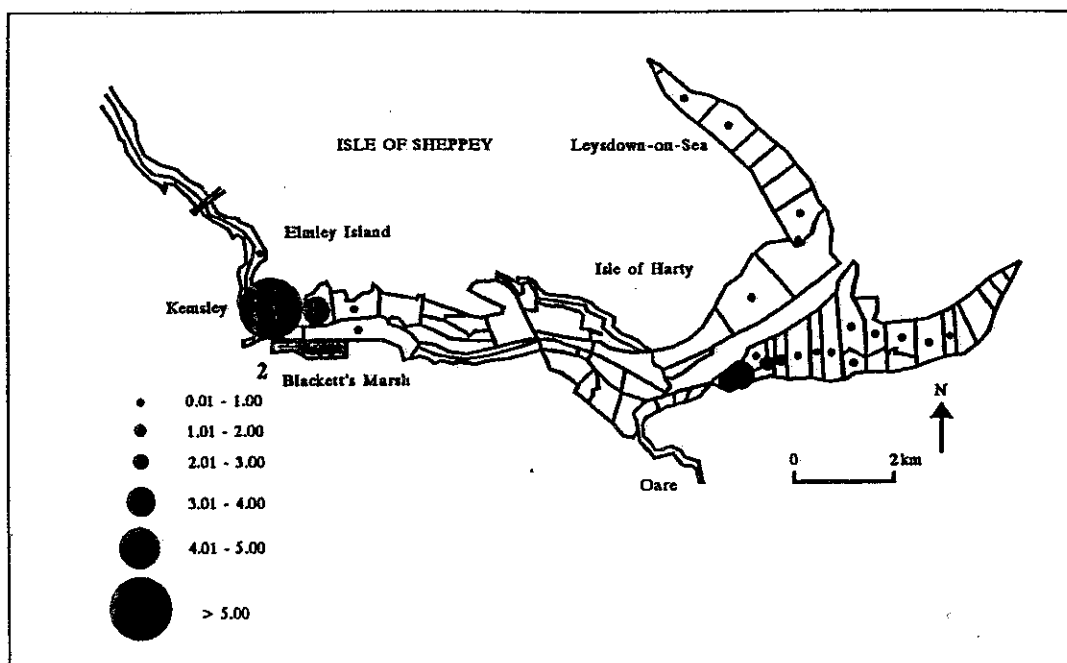 ISLE OF SHEPPEY
Leysdown-on-Sea
Elmley Island
Isle of Harty
Kemsley
2
Blackett's Marsh
N
0 2km
Oare
0.01 - 1.00
1.01 - 2.00
2.01 - 3.00
3.01 - 4.00
4.01 - 5.00
> 5.00